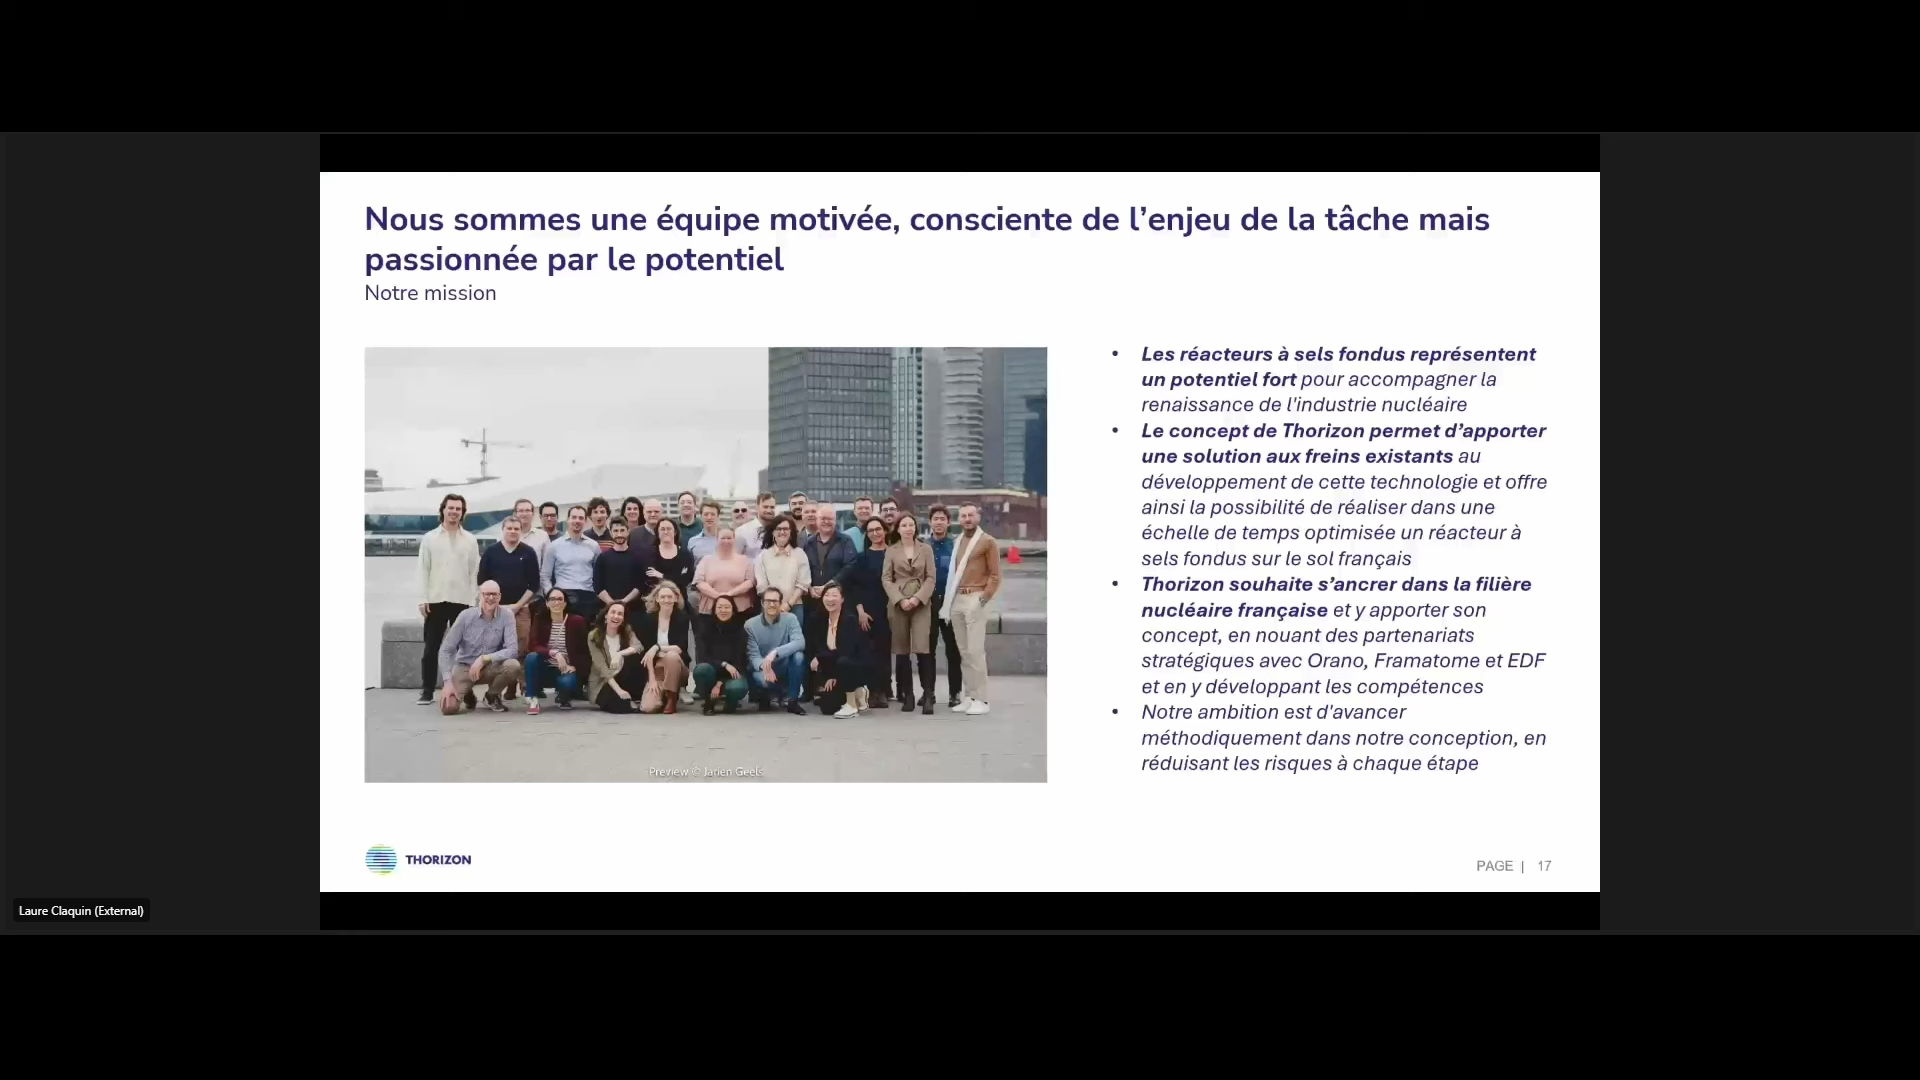 Nous sommes une équipe motivée, consciente de l’enjeu de la tâche mais
passionnée par le potentiel
Notre mission
• Les réacteurs à sels fondus représentent
un potentiel fort pour accompagner la
renaissance de l'industrie nucléaire
• Le concept de Thorizon permet d’apporter
une solution aux freins existants au
développement de cette technologie et offre
ainsi la possibilité de réaliser dans une
échelle de temps optimisée un réacteur à
sels fondus sur le sol français
• Thorizon souhaite s’ancrer dans la filière
nucléaire française et y apporter son
concept, en nouant des partenariats
stratégiques avec Orano, Framatome et EDF
et en y développant les compétences
• Notre ambition est d'avancer
méthodiquement dans notre conception, en
réduisant les risques à chaque étape
Preview © Jarien Geels
THORIZON
PAGE | 17
Laure Claquin (External)